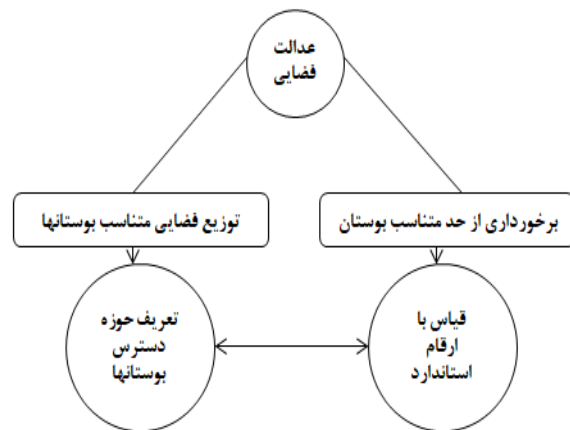 عدالت
فضایی
برخورداری از حد متناسب بوستان
توزیع فضایی متناسب بوستانها
قیاس با
ارقام
استاندارد
تعریف حوزه
دسترس
بوستانها